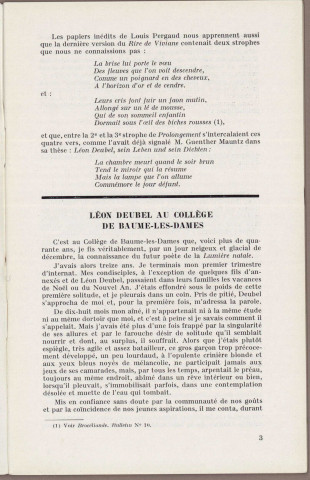 Les papiers inédits de Louis Pergaud nous apprennent aussi
que la dernière version du Rire de Viviane contenait deux strophes
que nous ne connaissions pas :
La brise lui porte le vœu
Des fleuves que l'on voit descendre,
Comme un poignard en des cheveux,
A l'horizon d'or et de cendre.
et :
Leurs cris font fuir un faon mutin,
Allongé sur un lé de mousse,
Qui de son sommeil enfantin
Dormait sous l'œil des biches rousses (1),
et que, entre la 2e et la 3e strophe de Prolongement s'intercalaient ces
quatre vers, comme l'avait déjà signalé M. Guenther Mauntz dans
sa thèse : Léon Deubel, sein Leben und sein Dichten :
La chambre meurt quand le soir brun
Tend le miroir qui la résume
Mais la lampe que l'on allume
Commémore le jour défunt.
LÉON DEUBEL AU COLLÈGE
DE BAUME-LES-DAMES
C'est au Collège de Baume-les-Dames que, voici plus de qua-
rante ans, je fis véritablement, par un jour neigeux et glacial de
décembre, la connaissance du futur poète de la Lumière natale.
J'avais alors treize ans. Je terminais mon premier trimestre
d'internat. Mes condisciples, à l'exception de quelques fils d'an-
nexés et de Léon Deubel, passaient dans leurs familles les vacances
de Noël ou du Nouvel An. J'étais effondré sous le poids de cette
première solitude, et je pleurais dans un coin. Pris de pitié, Deubel
s'approcha de moi et, pour la première fois, m'adressa la parole.
De dix-huit mois mon aîné, il n'appartenait ni à la même étude
ni au même dortoir que moi, et c'est à peine si je savais comment il
s'appelait. Mais j'avais été plus d'une fois frappé par la singularité
de ses allures et par le farouche désir de solitude qu'il semblait
nourrir et dont, au surplus, il souffrait. Alors que j'étais plutôt
espiègle, très agile et assez batailleur, ce gros garçon trop précoce-
ment développé, un peu lourdaud, à l'opulente crinière blonde et
aux yeux bleus noyés de mélancolie, ne participait jamais aux
jeux de ses camarades, mais, par tous les temps, arpentait le préau,
toujours au même endroit, abîmé dans un rêve intérieur ou bien,
lorsqu'il pleuvait, s'immobilisait parfois, dans une contemplation
désolée et muette de l'eau qui tombait.
Mis en confiance sans doute par la communauté de nos goûts
et par la coïncidence de nos jeunes aspirations, il me conta, durant
(1) Voir Brocéliande. Bulletin N° 10.
3